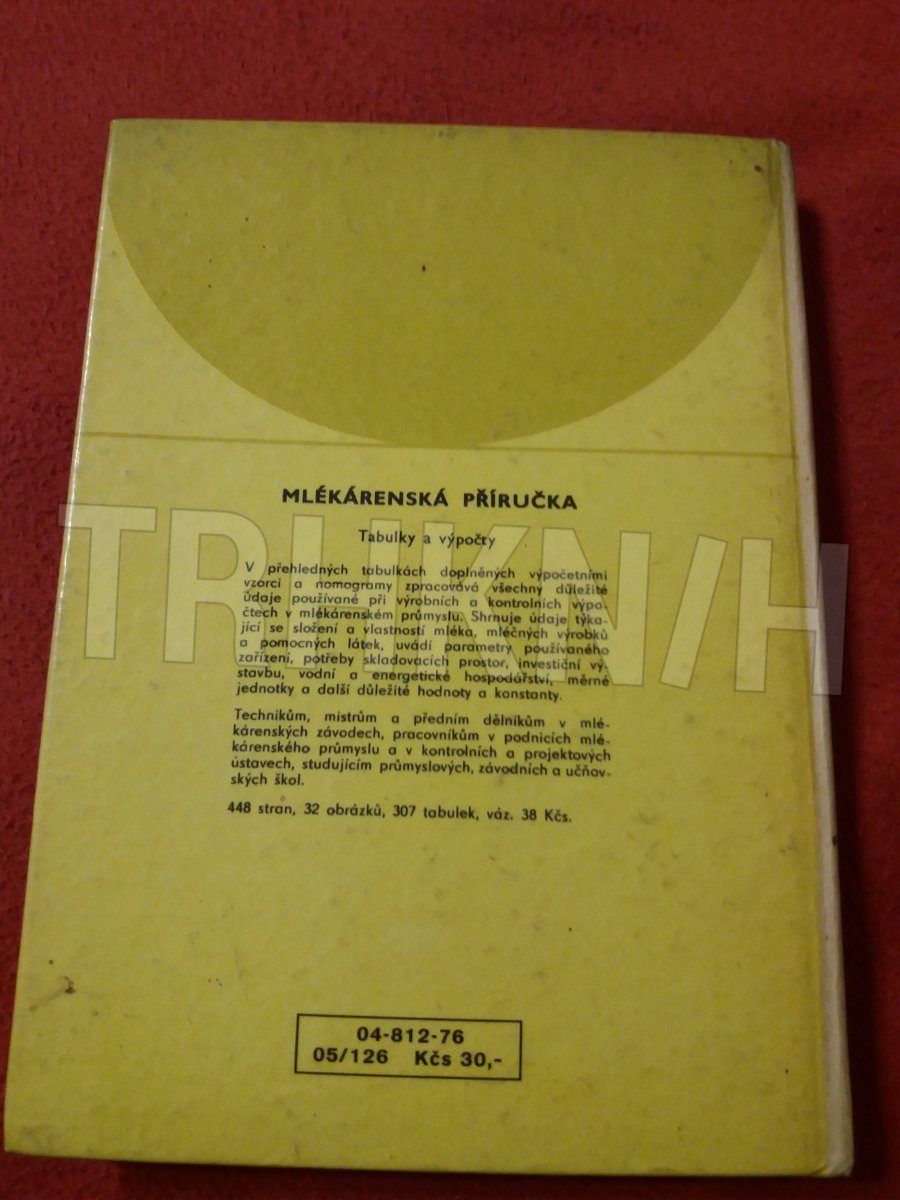 MLÉKÁRENSKÁ PŘÍRUČKA
Tabulky a výpočty
V přehledných tabulkách doplněných výpočetními
vzorci a nomogramy zpracovává všechny důležité
údaje používané při výrobních a kontrolních výpo-
čtech v mlékárenském průmyslu. Shrnuje údaje týka-
jící se složení a vlastností mléka, mléčných výrobků
a pomocných látek, uvádí parametry používaného
zařízení, potřeby skladovacích prostor, investiční vý-
stavbu, vodní a energetické hospodářství, měrné
jednotky a další důležité hodnoty a konstanty.
Technikům, mistrům a předním dělníkům v mlé-
kárenských závodech, pracovníkům v podnicích mlé-
kárenského průmyslu a v kontrolních a projektových
ústavech, studujícím průmyslových, závodních a učňov-
ských škol.
448 stran, 32 obrázků, 307 tabulek, váz. 38 Kčs.
04-812-76
05/126 Kčs 30,-
TRHKNIH